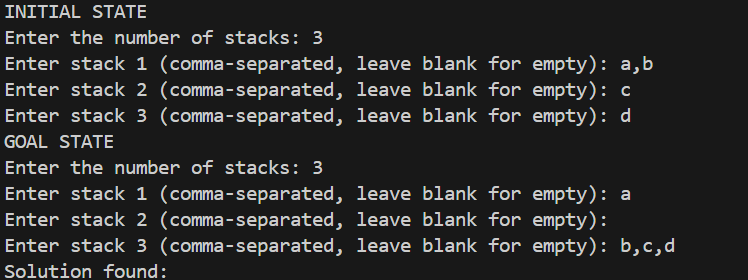 INITIAL STATE
Enter the number of stacks: 3
Enter stack 1 (comma-separated, leave blank for empty): a,b
Enter stack 2 (comma-separated, leave blank for empty): c
Enter stack 3 (comma-separated, leave blank for empty): d
GOAL STATE
Enter the number of stacks: 3
Enter stack 1 (comma-separated, leave blank for empty): a
Enter stack 2 (comma-separated, leave blank for empty):
Enter stack 3 (comma-separated, leave blank for empty): b,c,d
Solution found: